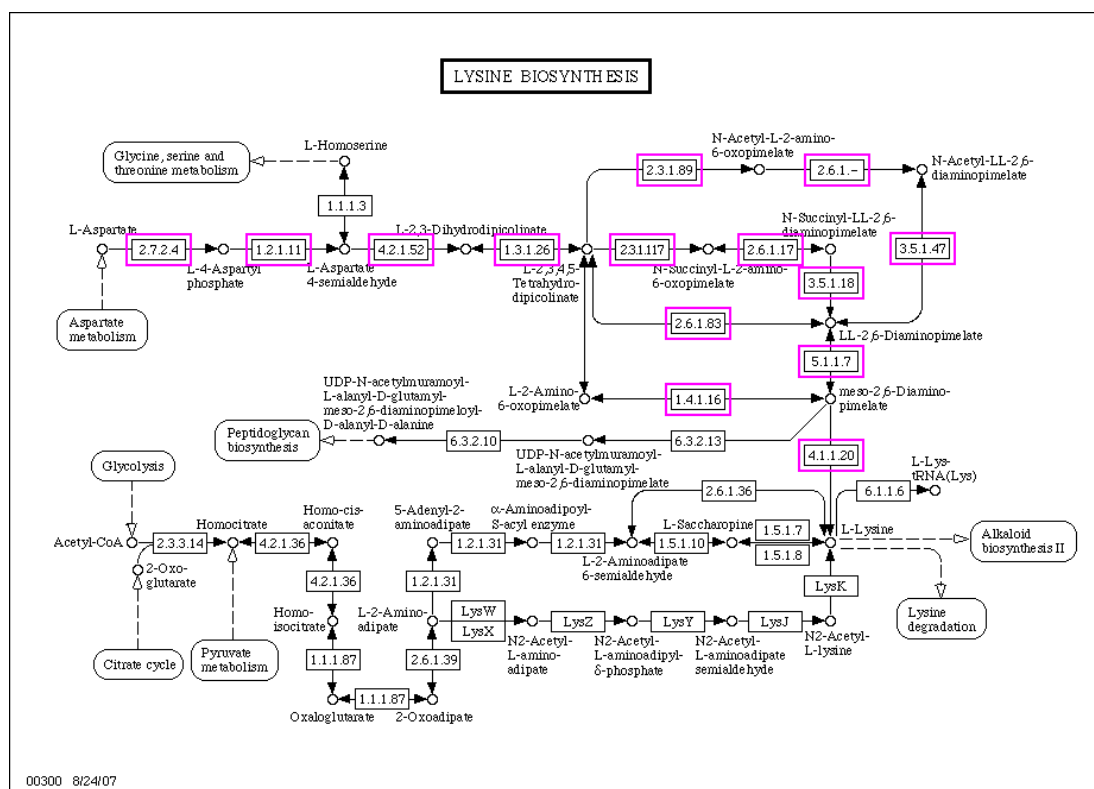 LYSINE BIOSYNTHESIS
Glycine, serine and
threonine metabolism
L-Homoserine
1.1.1.3
N-Acetyl-L-2-amino-
6-oxopimelate
2.3.1.89
2.6.1.-
N-Acetyl-LL-2,6-
diaminopimelate
L-Aspartate
2.7.2.4
L-4-Aspartyl
phosphate
1.2.1.11
L-Aspartate
4-semialdehyde
4.2.1.52
L-2,3-Dihydrodipicolinate
1.3.1.26
L-2,3,4,5-
Tetrahydro-
dipicolinate
2.3.1.117
N-Succinyl-L-2-amino-
6-oxopimelate
2.6.1.17
N-Succinyl-LL-2,6-
diaminopimelate
3.5.1.47
3.5.1.18
Aspartate
metabolism
2.6.1.83
LL-2,6-Diaminopimelate
5.1.1.7
L-2-Amino-
6-oxopimelate
1.4.1.16
meso-2,6-Diamino-
pimelate
UDP-N-acetylmuramoyl-
L-alanyl-D-glutamyl-
meso-2,6-diaminopimeloyl-
D-alanyl-D-alanine
Peptidoglycan
biosynthesis
6.3.2.10
6.3.2.13
UDP-N-acetylmuramoyl-
L-alanyl-D-glutamyl-
meso-2,6-diaminopimelate
4.1.1.20
L-Lys-
tRNA(Lys)
6.1.1.6
Glycolysis
2.6.1.36
Acetyl-CoA
2.3.3.14
Homocitrate
4.2.1.36
Homo-cis-
aconitate
5-Adenyl-2-
aminoadipate
1.2.1.31
α-Aminoadipoyl-
S-acyl enzyme
1.2.1.31
L-2-Aminoadipate
6-semialdehyde
1.5.1.10
L-Saccharopine
1.5.1.7
1.5.1.8
L-Lysine
Alkaloid
biosynthesis II
2-Oxo-
glutarate
4.2.1.36
1.2.1.31
LysK
Lysine
degradation
Homo-
isocitrate
L-2-Amino-
adipate
LysW
LysX
LysZ
LysY
LysJ
N2-Acetyl-
L-amino-
adipate
N2-Acetyl-
L-aminoadipyl-
δ-phosphate
N2-Acetyl-
L-aminoadipate
semialdehyde
N2-Acetyl-
L-lysine
Citrate cycle
Pyruvate
metabolism
1.1.1.87
2.6.1.39
1.1.1.87
Oxaloglutarate
2-Oxoadipate
00300 8/24/07